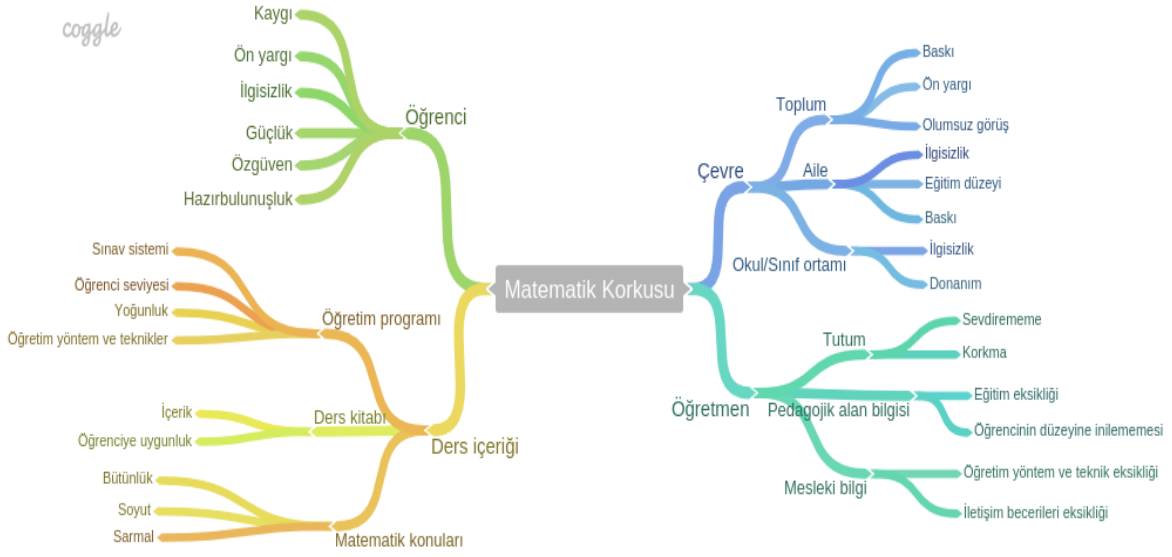 coggle
Matematik Korkusu
Öğrenci
Kaygı
Ön yargı
İlgisizlik
Güçlük
Özgüven
Hazırbulunuşluk
Ders içeriği
Öğretim programı
Sınav sistemi
Öğrenci seviyesi
Yoğunluk
Öğretim yöntem ve teknikler
Ders kitabı
İçerik
Öğrenciye uygunluk
Matematik konuları
Bütünlük
Soyut
Sarmal
Çevre
Toplum
Baskı
Ön yargı
Olumsuz görüş
Aile
İlgisizlik
Eğitim düzeyi
Baskı
Okul/Sınıf ortamı
İlgisizlik
Donanım
Öğretmen
Tutum
Sevdirememe
Korkma
Pedagojik alan bilgisi
Eğitim eksikliği
Öğrencinin düzeyine inilememesi
Mesleki bilgi
Öğretim yöntem ve teknik eksikliği
İletişim becerileri eksikliği